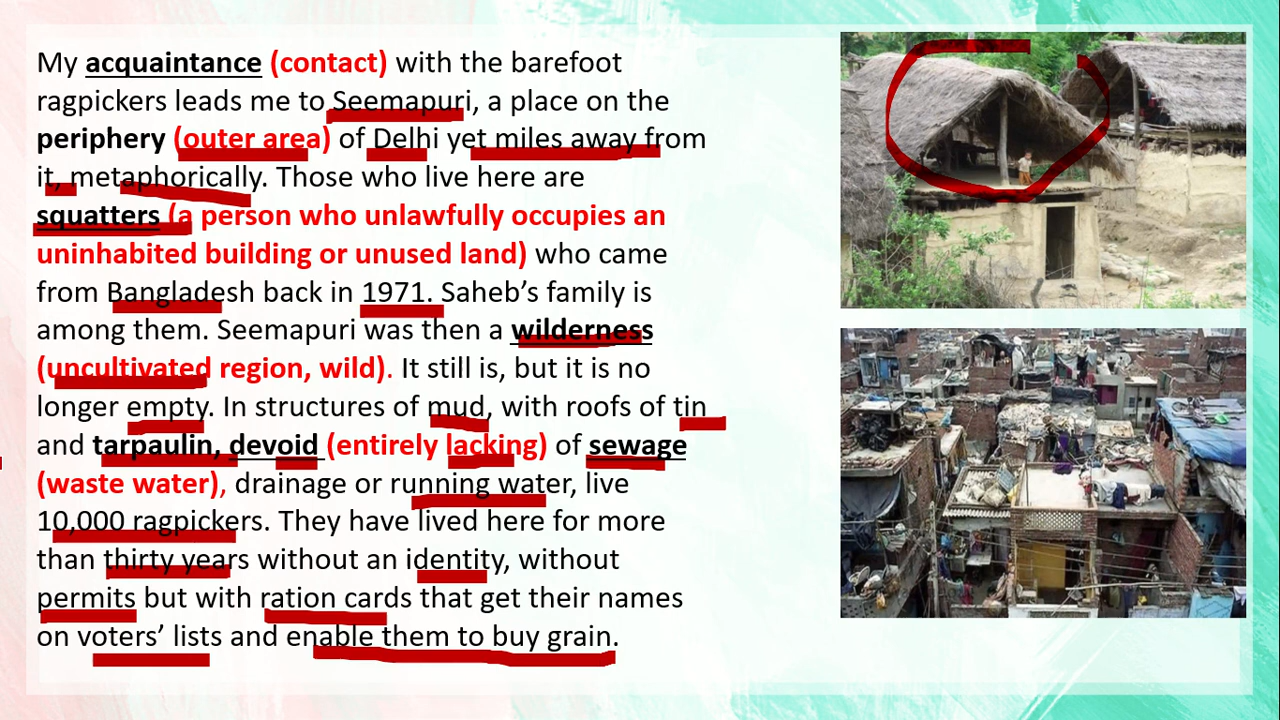 My acquaintance (contact) with the barefoot
ragpickers leads me to Seemapuri, a place on the
periphery (outer area) of Delhi yet miles away from
it, metaphorically. Those who live here are
squatters (a person who unlawfully occupies an
uninhabited building or unused land) who came
from Bangladesh back in 1971. Saheb’s family is
among them. Seemapuri was then a wilderness
(uncultivated region, wild). It still is, but it is no
longer empty. In structures of mud, with roofs of tin
and tarpaulin, devoid (entirely lacking) of sewage
(waste water), drainage or running water, live
10,000 ragpickers. They have lived here for more
than thirty years without an identity, without
permits but with ration cards that get their names
on voters’ lists and enable them to buy grain.